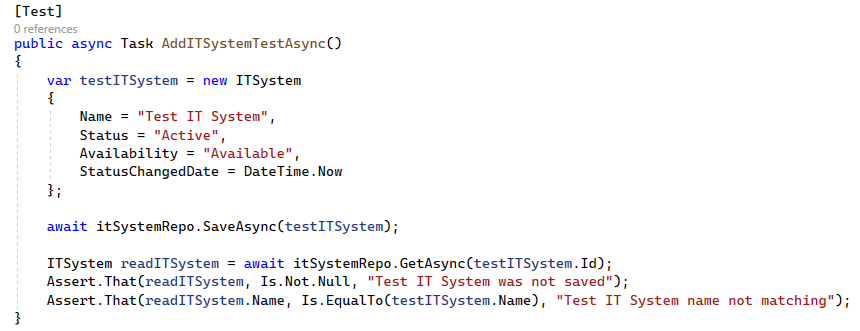 [Test]
0 references
public async Task AddITSystemTestAsync()
{
var testITSystem = new ITSystem
{
Name = "Test IT System",
Status = "Active",
Availability = "Available",
StatusChangedDate = DateTime.Now
};
await itSystemRepo.SaveAsync(testITSystem);
ITSystem readITSystem = await itSystemRepo.GetAsync(testITSystem.Id);
Assert.That(readITSystem, Is.Not.Null, "Test IT System was not saved");
Assert.That(readITSystem.Name, Is.EqualTo(testITSystem.Name), "Test IT System name not matching");
}